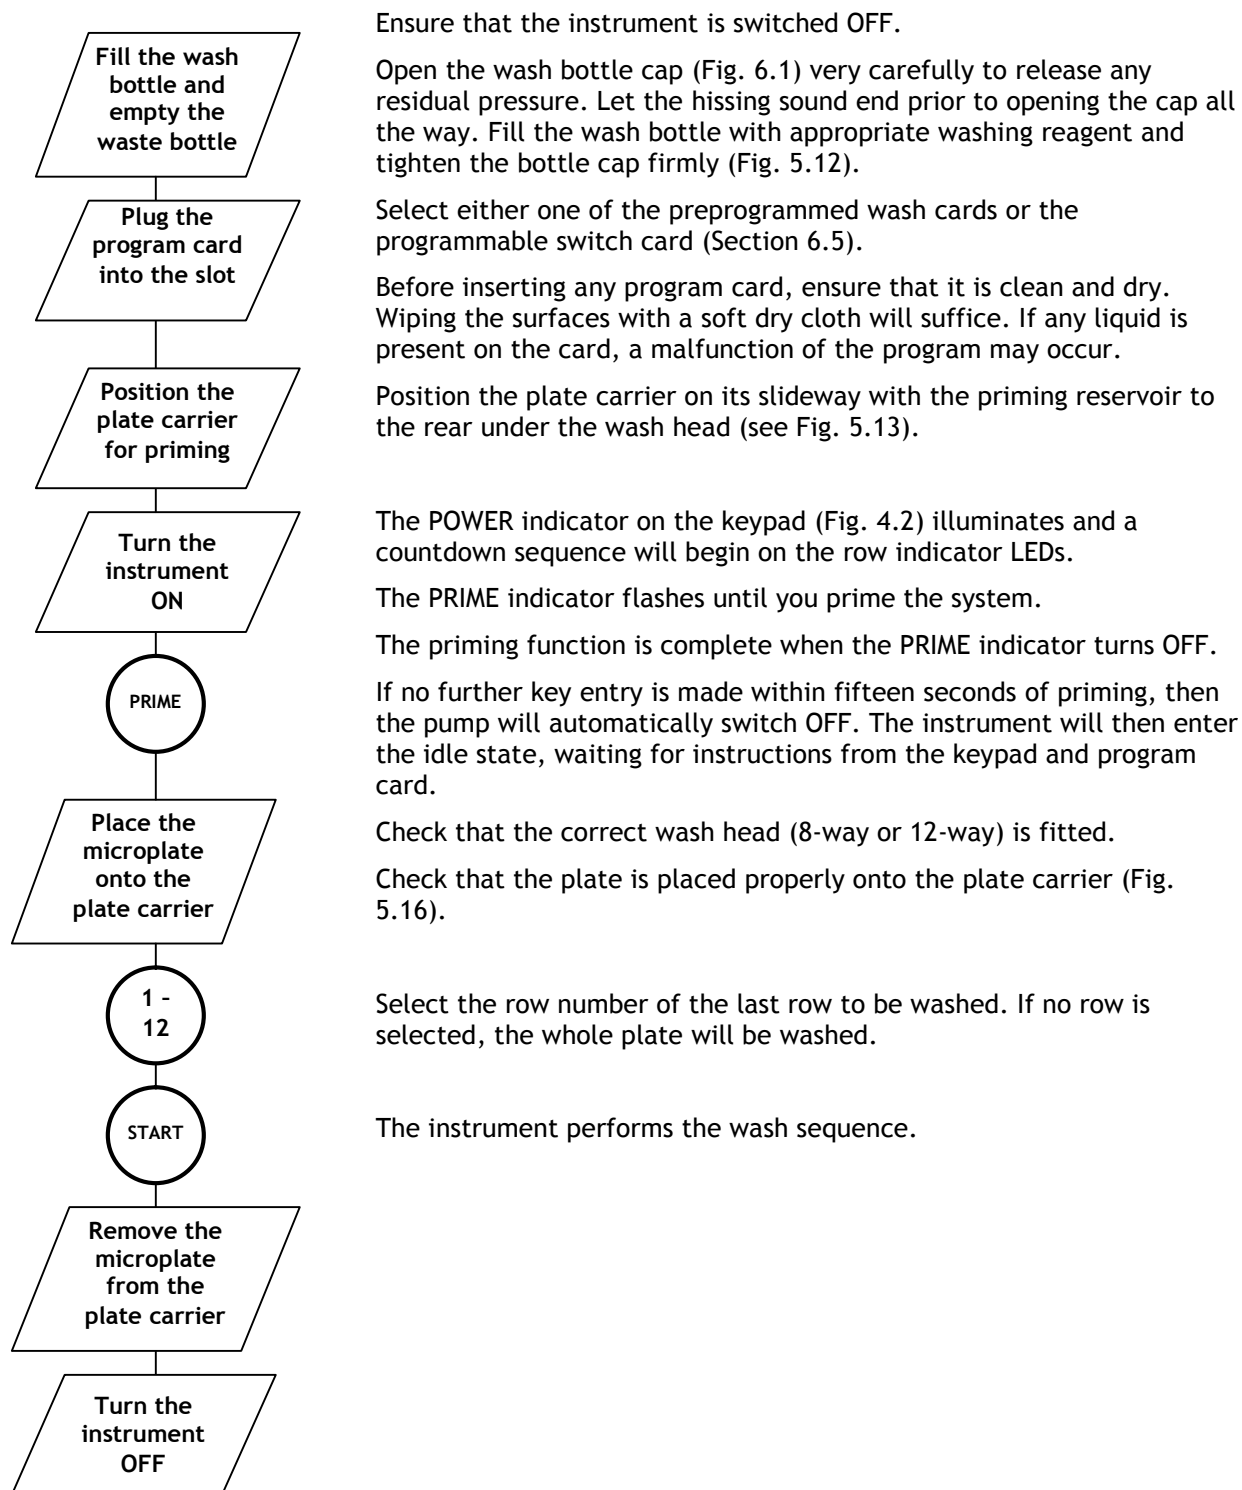 Ensure that the instrument is switched OFF.
Fill the wash
bottle and
empty the
waste bottle
Open the wash bottle cap (Fig. 6.1) very carefully to release any
residual pressure. Let the hissing sound end prior to opening the cap all
the way. Fill the wash bottle with appropriate washing reagent and
tighten the bottle cap firmly (Fig. 5.12).
Plug the
program card
into the slot
Select either one of the preprogrammed wash cards or the
programmable switch card (Section 6.5).
Before inserting any program card, ensure that it is clean and dry.
Wiping the surfaces with a soft dry cloth will suffice. If any liquid is
present on the card, a malfunction of the program may occur.
Position the
plate carrier
for priming
Position the plate carrier on its slideway with the priming reservoir to
the rear under the wash head (see Fig. 5.13).
Turn the
instrument
ON
The POWER indicator on the keypad (Fig. 4.2) illuminates and a
countdown sequence will begin on the row indicator LEDs.
The PRIME indicator flashes until you prime the system.
The priming function is complete when the PRIME indicator turns OFF.
PRIME
If no further key entry is made within fifteen seconds of priming, then
the pump will automatically switch OFF. The instrument will then enter
the idle state, waiting for instructions from the keypad and program
card.
Place the
microplate
onto the
plate carrier
Check that the correct wash head (8-way or 12-way) is fitted.
Check that the plate is placed properly onto the plate carrier (Fig.
5.16).
1 –
12
Select the row number of the last row to be washed. If no row is
selected, the whole plate will be washed.
START
The instrument performs the wash sequence.
Remove the
microplate
from the
plate carrier
Turn the
instrument
OFF